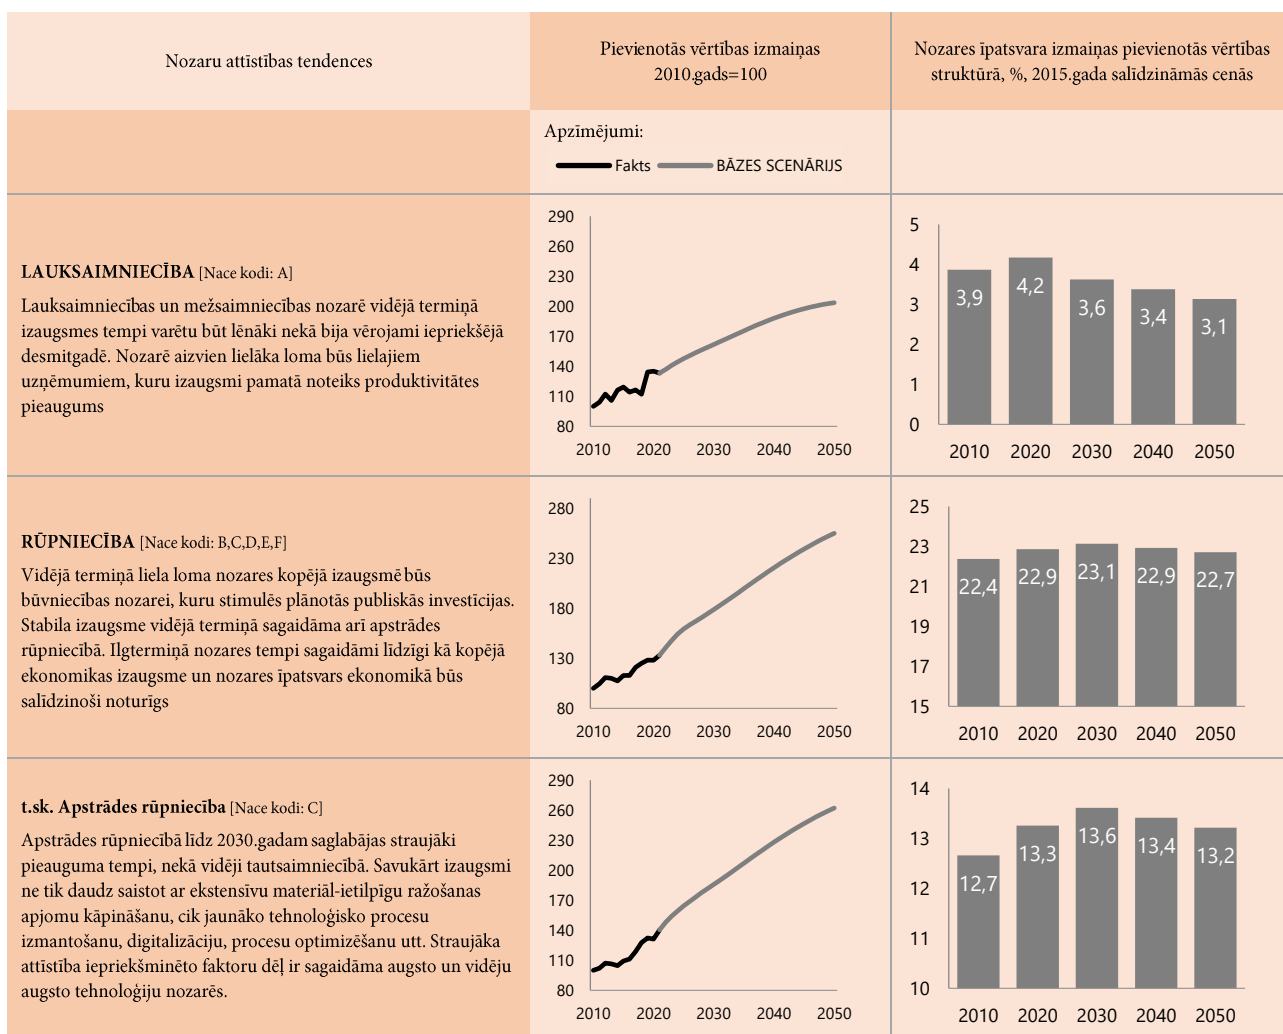 Nozaru attīstības tendences
Pievienotās vērtības izmaiņas
2010.gads=100
Nozares īpatsvara izmaiņas pievienotās vērtības
struktūrā, %, 2015.gada salīdzināmās cenās
Apzīmējumi:
Fakts BĀZES SCENĀRIJS
LAUKSAIMNIECĪBA [Nace kodi: A]
Lauksaimniecības un mežsaimniecības nozarē vidējā termiņā
izaugsmes tempi varētu būt lēnāki nekā bija vērojami iepriekšējā
desmitgadē. Nozarē aizvien lielāka loma būs lielajiem
uzņēmumiem, kuru izaugsmi pamatā noteiks produktivitātes
pieaugums
290
260
230
200
170
140
110
80
2010 2020 2030 2040 2050
5
4
3
2
1
0
3,9 4,2 3,6 3,4 3,1
2010 2020 2030 2040 2050
RŪPNIECĪBA [Nace kodi: B,C,D,E,F]
Vidējā termiņā liela loma nozares kopējā izaugsmē būs
būvniecības nozarei, kuru stimulēs plānotās publiskās investīcijas.
Stabila izaugsme vidējā termiņā sagaidāma arī apstrādes
rūpniecībā. Ilgtermiņā nozares tempi sagaidāmi līdzīgi kā kopējā
ekonomikas izaugsme un nozares īpatsvars ekonomikā būs
salīdzinoši noturīgs
280
230
180
130
80
2010 2020 2030 2040 2050
25
23
21
19
17
15
22,4 22,9 23,1 22,9 22,7
2010 2020 2030 2040 2050
t.sk. Apstrādes rūpniecība [Nace kodi: C]
Apstrādes rūpniecībā līdz 2030.gadam saglabājas straujāki
pieauguma tempi, nekā vidēji tautsaimniecībā. Savukārt izaugsmi
ne tik daudz saistot ar ekstensīvu materiāl-ietilpīgu ražošanas
apjomu kāpināšanu, cik jaunāko tehnoloģisko procesu
izmantošanu, digitalizāciju, procesu optimizēšanu utt. Straujāka
attīstība iepriekšminēto faktoru dēļ ir sagaidāma augsto un vidēju
augsto tehnoloģiju nozarēs.
290
260
230
200
170
140
110
80
2010 2020 2030 2040 2050
14
13
12
11
10
12,7 13,3 13,6 13,4 13,2
2010 2020 2030 2040 2050